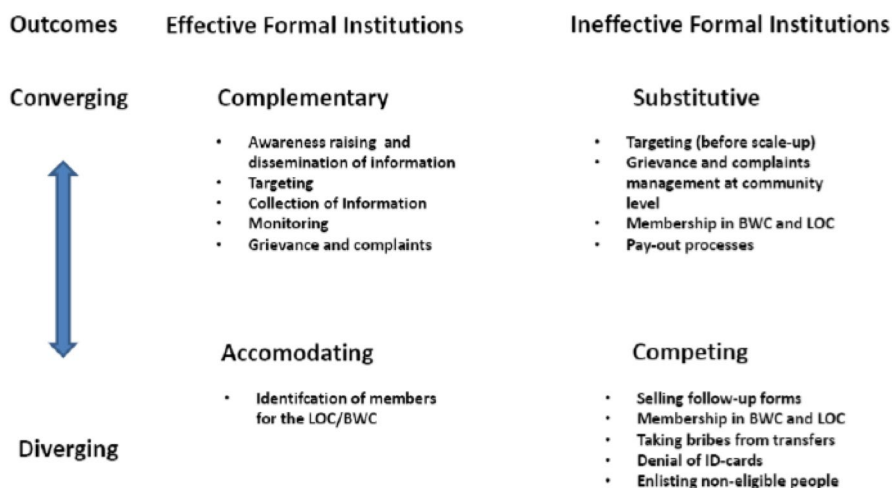 Outcomes Effective Formal Institutions Ineffective Formal Institutions
Converging Complementary Substitutive
• Awareness raising and
dissemination of information
• Targeting
• Collection of Information
• Monitoring
• Grievance and complaints
• Targeting (before scale-up)
• Grievance and complaints
management at community
level
• Membership in BWC and LOC
• Pay-out processes
Accomodating Competing
• Identifcation of members
for the LOC/BWC
• Selling follow-up forms
• Membership in BWC and LOC
• Taking bribes from transfers
• Denial of ID-cards
• Enlisting non-eligible people
Diverging